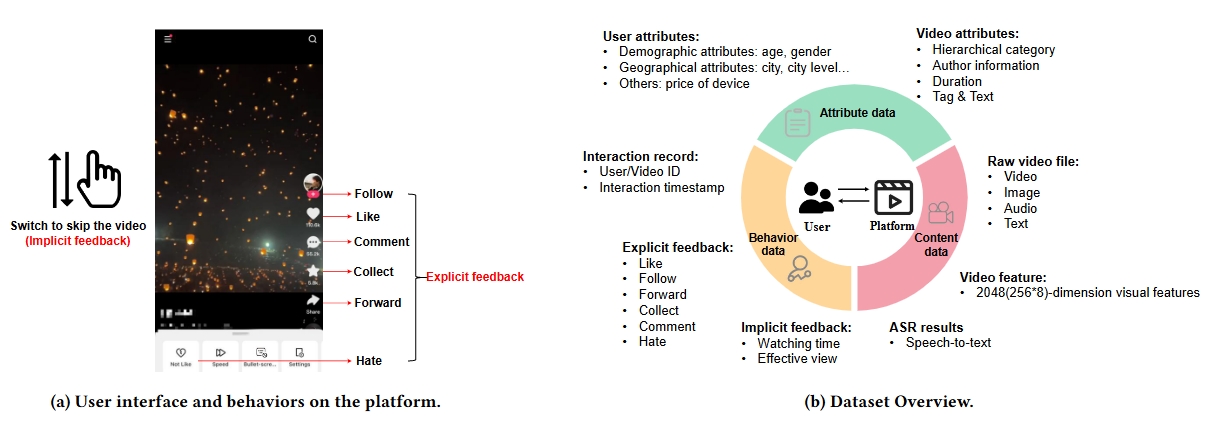 Follow
Like
110.6k
Comment
Switch to skip the video
(Implicit feedback)
Collect
Explicit feedback
Forward
Share
Hate
Not Like
Speed
Bullet-scre...
Settings
(a) User interface and behaviors on the platform.
User attributes:
• Demographic attributes: age, gender
• Geographical attributes: city, city level...
• Others: price of device
Video attributes:
• Hierarchical category
• Author information
• Duration
• Tag & Text
Attribute data
Interaction record:
• User/Video ID
• Interaction timestamp
Raw video file:
• Video
• Image
• Audio
• Text
User
Platform
Behavior
data
Content
data
Explicit feedback:
• Like
• Follow
• Forward
• Collect
• Comment
• Hate
Video feature:
• 2048(256*8)-dimension visual features
Implicit feedback:
• Watching time
• Effective view
ASR results
• Speech-to-text
(b) Dataset Overview.